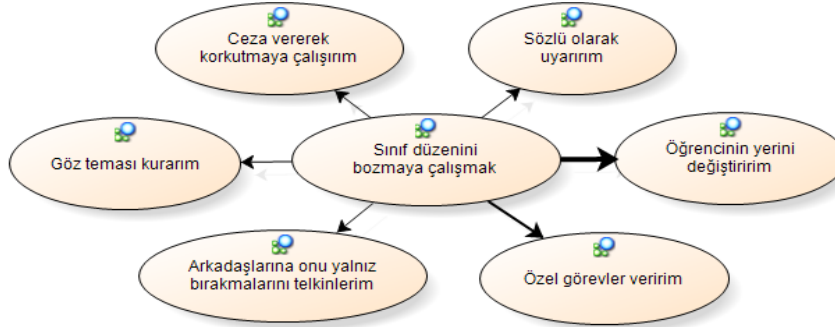 Ceza vererek
korkutmaya çalışırım
Sözlü olarak
uyarırım
Göz teması kurarım
Sınıf düzenini
bozmaya çalışmak
Öğrencinin yerini
değiştiririm
Arkadaşlarına onu yalnız
bırakmalarını telkinlerim
Özel görevler veririm